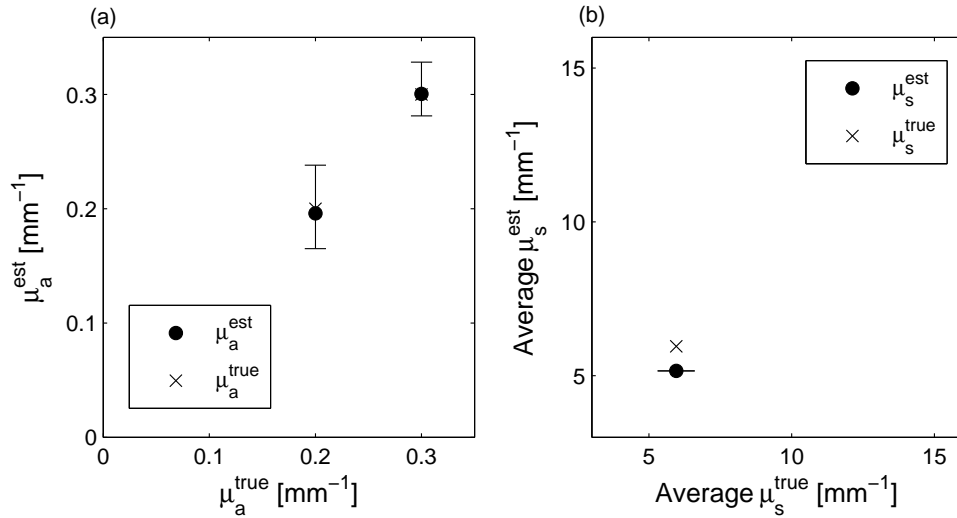 (a)
0.3
0.2
0.1
0
μ_a^est [mm⁻¹]
μ_a^est
μ_a^true
0 0.1 0.2 0.3
μ_a^true [mm⁻¹]
(b)
15
10
5
Average μ_s^est [mm⁻¹]
μ_s^est
μ_s^true
5 10 15
Average μ_s^true [mm⁻¹]